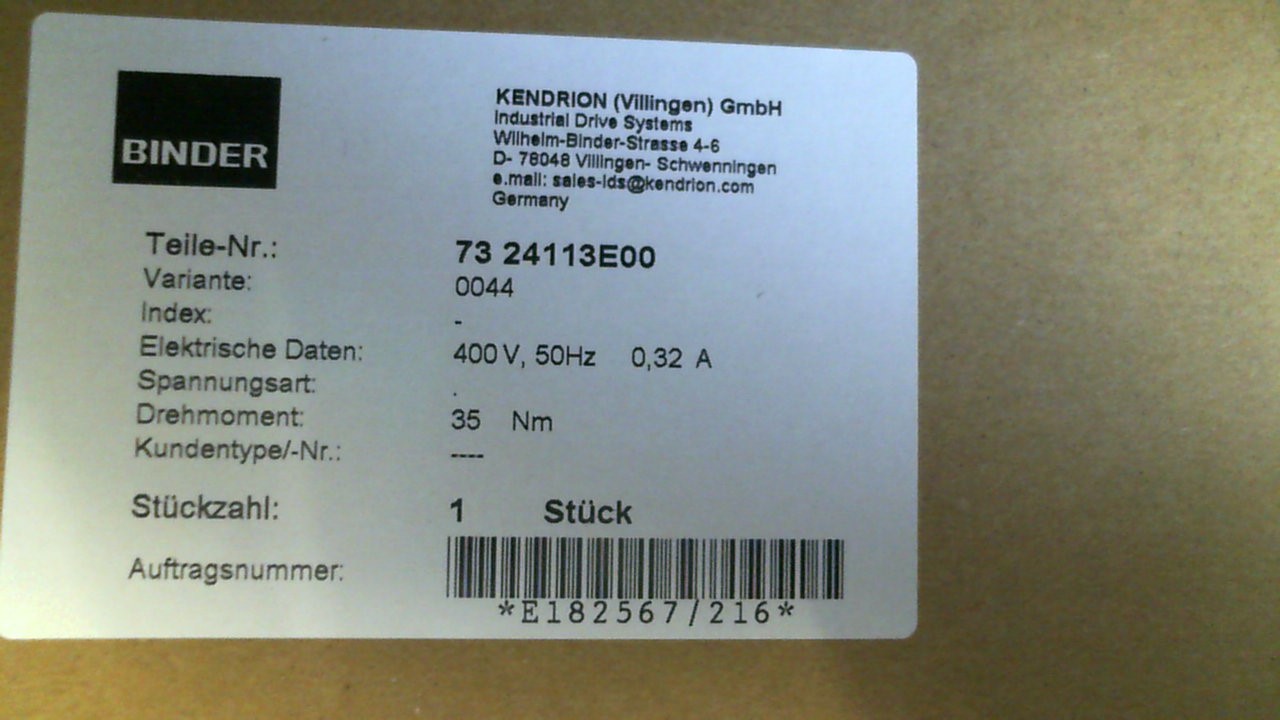 BINDER
KENDRION (Villingen) GmbH
Industrial Drive Systems
Wilhelm-Binder-Strasse 4-6
D- 78048 Villingen- Schwenningen
e.mail: sales-ids@kendrion.com
Germany
Teile-Nr.: 73 24113E00
Variante: 0044
Index: -
Elektrische Daten: 400 V, 50Hz 0,32 A
Spannungsart: .
Drehmoment: 35 Nm
Kundentype/-Nr.: ----
Stückzahl: 1 Stück
Auftragsnummer:
*E182567/216*